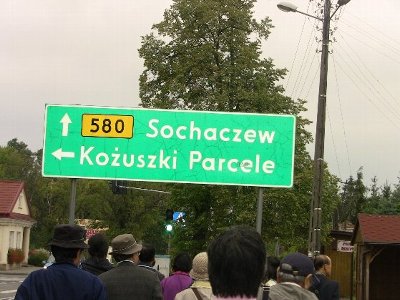 580 Sochaczew
Kożuszki Parcele